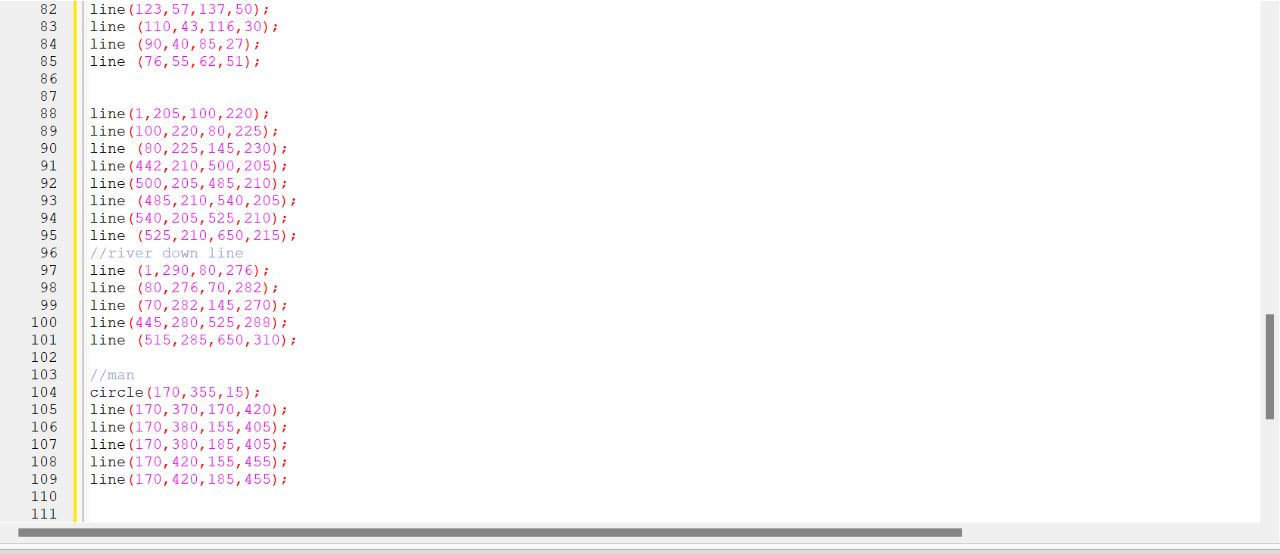 82 line(123,57,137,50);
83 line (110,43,116,30);
84 line (90,40,85,27);
85 line (76,55,62,51);
86
87
88 line(1,205,100,220);
89 line(100,220,80,225);
90 line (80,225,145,230);
91 line(442,210,500,205);
92 line(500,205,485,210);
93 line (485,210,540,205);
94 line(540,205,525,210);
95 line (525,210,650,215);
96 //river down line
97 line (1,290,80,276);
98 line (80,276,70,282);
99 line (70,282,145,270);
100 line(445,280,525,288);
101 line (515,285,650,310);
102
103 //man
104 circle(170,355,15);
105 line(170,370,170,420);
106 line(170,380,155,405);
107 line(170,380,185,405);
108 line(170,420,155,455);
109 line(170,420,185,455);
110
111